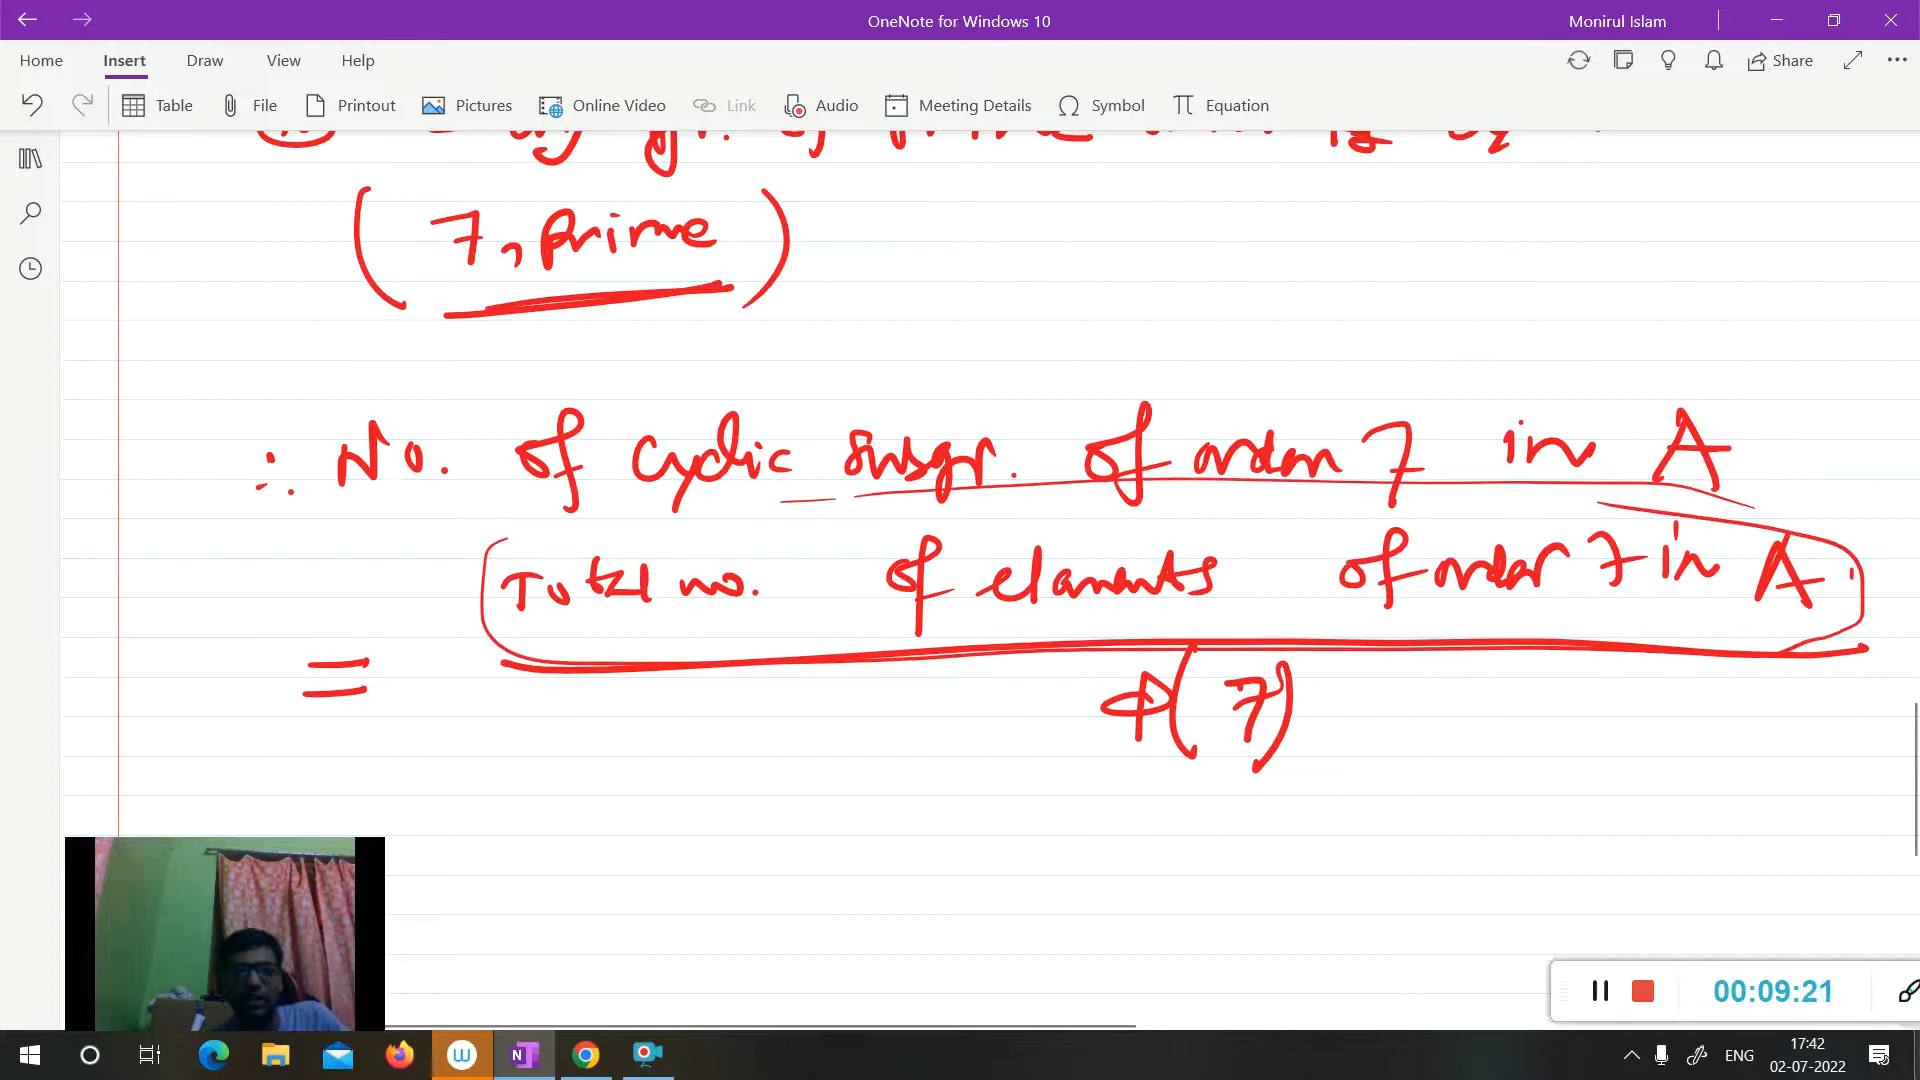 OneNote for Windows 10
Monirul Islam
Home Insert Draw View Help
Share
Table File Printout Pictures Online Video Link Audio Meeting Details Symbol Equation
(7, prime)
∴ No. of cyclic subgr. of order 7 in A
Total no. of elements of order 7 in A
=
φ(7)
00:09:21
W
N
ENG
17:42
02-07-2022